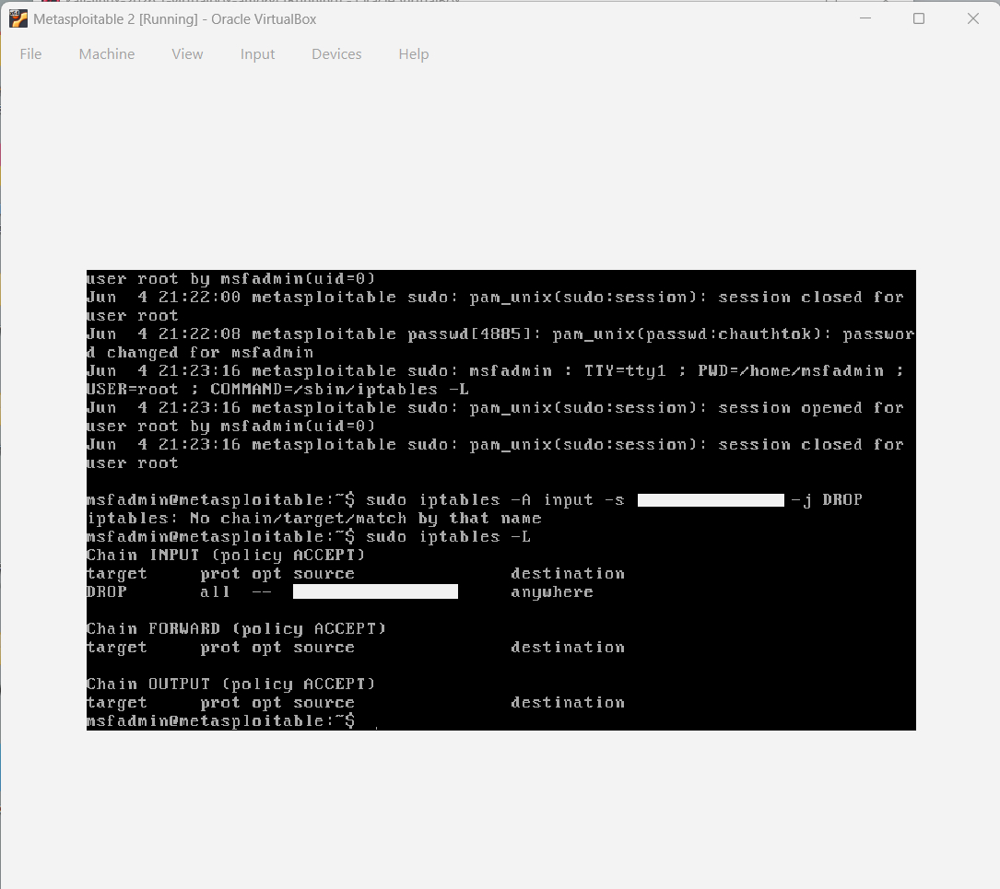 Metasploitable 2 [Running] - Oracle VirtualBox
File Machine View Input Devices Help
user root by msfadmin(uid=0)
Jun  4 21:22:00 metasploitable sudo: pam_unix(sudo:session): session closed for
user root
Jun  4 21:22:08 metasploitable passwd[4885]: pam_unix(passwd:chauthtok): passwor
d changed for msfadmin
Jun  4 21:23:16 metasploitable sudo: msfadmin : TTY=tty1 ; PWD=/home/msfadmin ;
USER=root ; COMMAND=/sbin/iptables -L
Jun  4 21:23:16 metasploitable sudo: pam_unix(sudo:session): session opened for
user root by msfadmin(uid=0)
Jun  4 21:23:16 metasploitable sudo: pam_unix(sudo:session): session closed for
user root
msfadmin@metasploitable:~$ sudo iptables -A input -s -j DROP
iptables: No chain/target/match by that name
msfadmin@metasploitable:~$ sudo iptables -L
Chain INPUT (policy ACCEPT)
target     prot opt source               destination
DROP       all  --                       anywhere
Chain FORWARD (policy ACCEPT)
target     prot opt source               destination
Chain OUTPUT (policy ACCEPT)
target     prot opt source               destination
msfadmin@metasploitable:~$